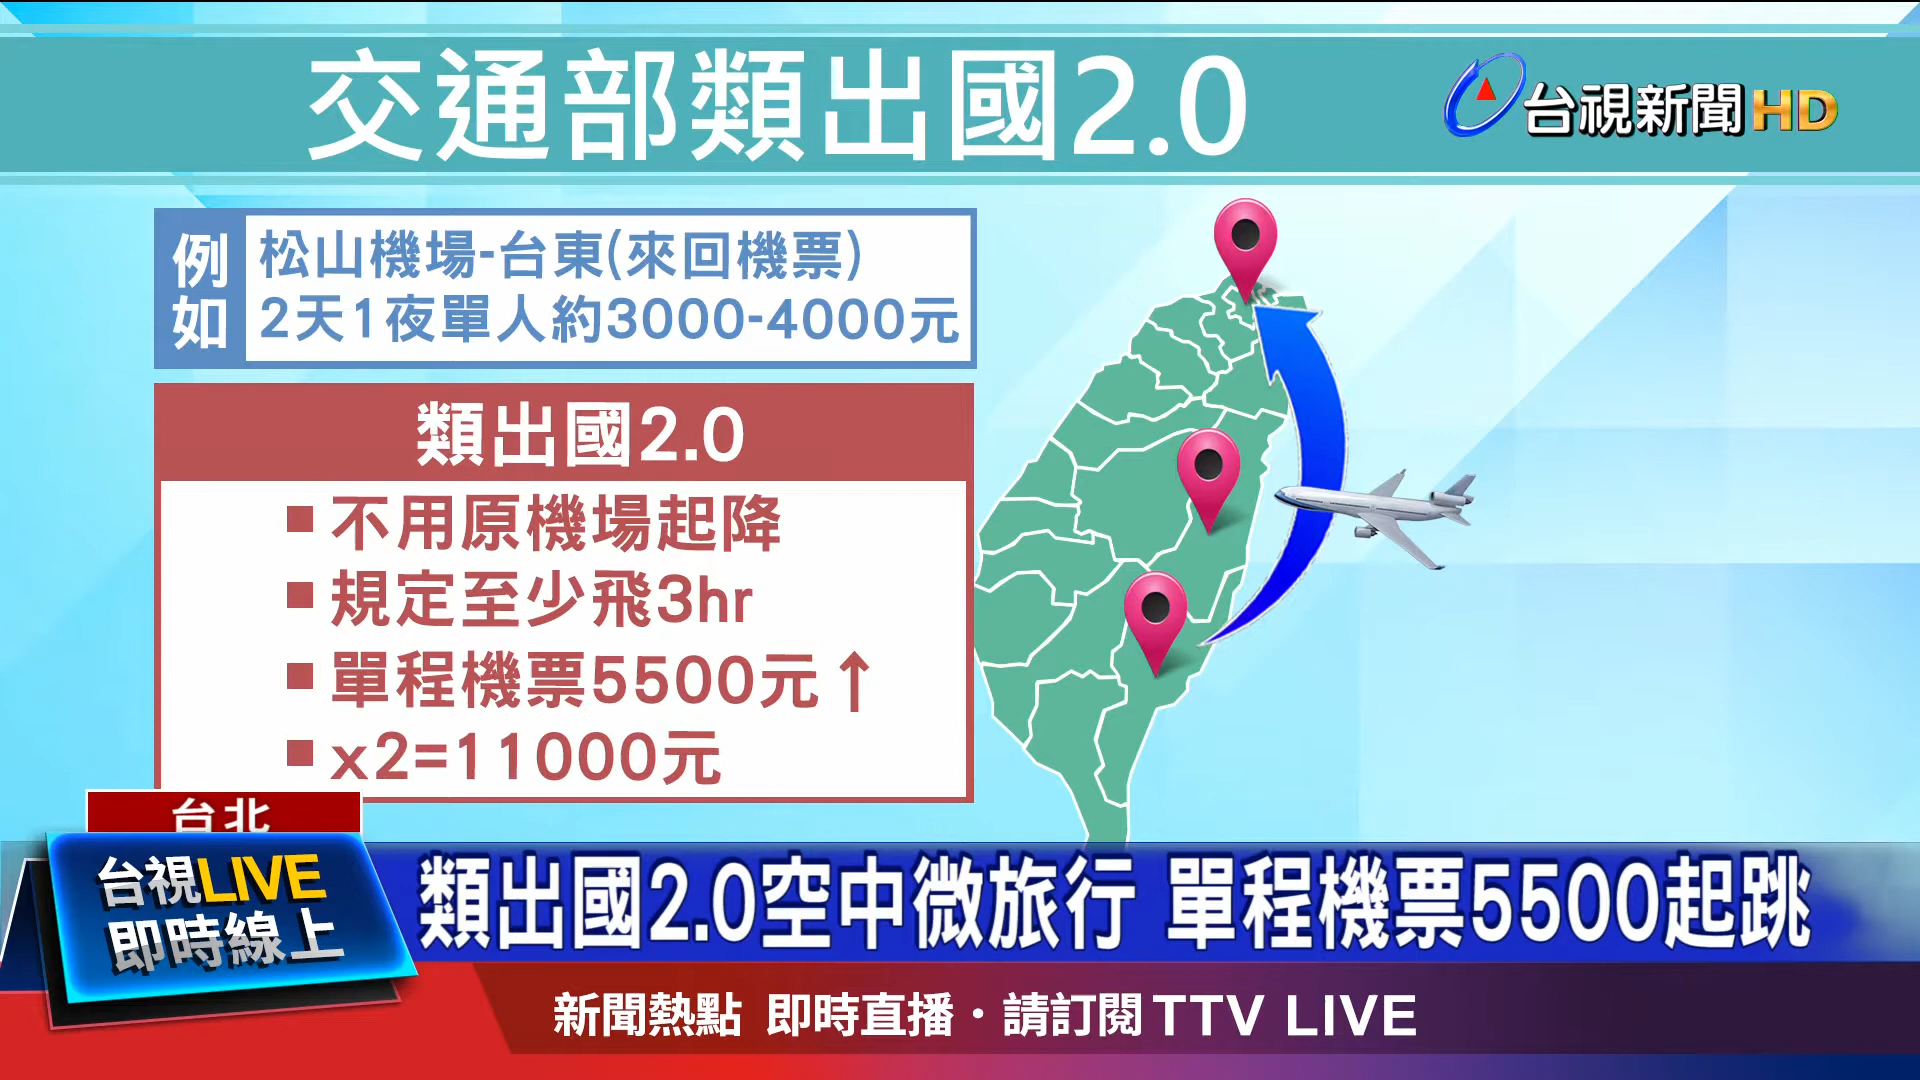 交通部類出國2.0
台視新聞HD
例如
松山機場-台東(來回機票)
2天1夜單人約3000-4000元
類出國2.0
不用原機場起降
規定至少飛3hr
單程機票5500元↑
x2=11000元
台北
台視LIVE
即時線上
類出國2.0空中微旅行 單程機票5500起跳
新聞熱點 即時直播・請訂閱TTV LIVE